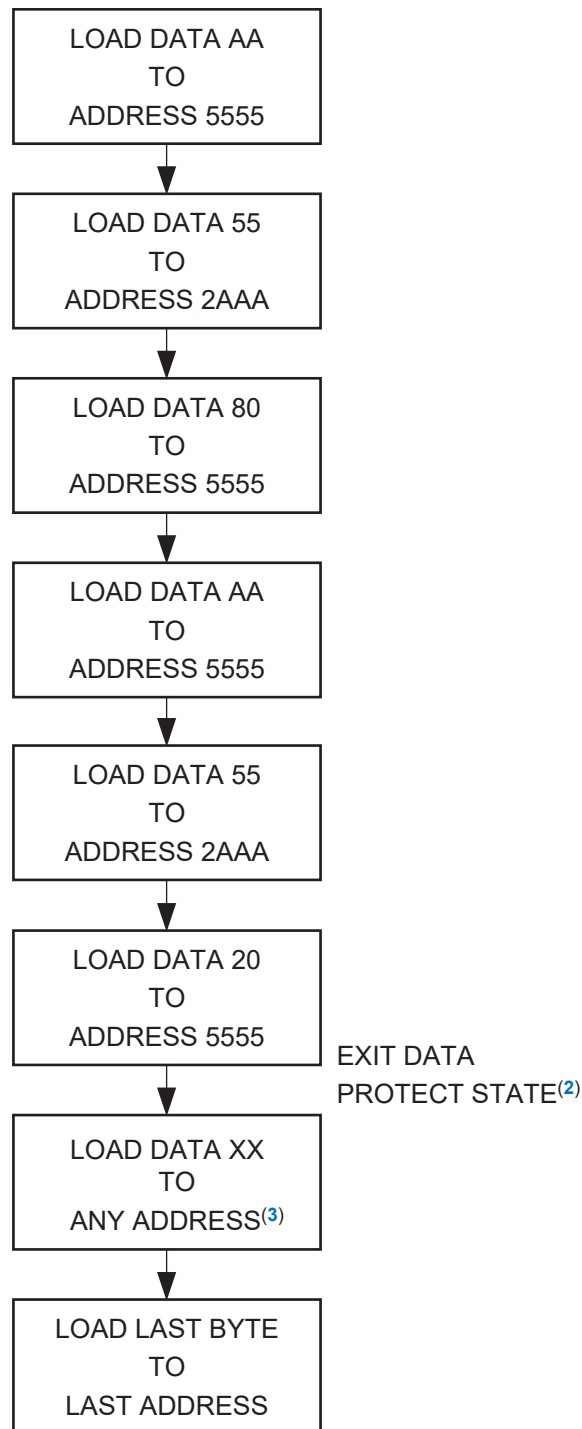 LOAD DATA AA
TO
ADDRESS 5555
LOAD DATA 55
TO
ADDRESS 2AAA
LOAD DATA 80
TO
ADDRESS 5555
LOAD DATA AA
TO
ADDRESS 5555
LOAD DATA 55
TO
ADDRESS 2AAA
LOAD DATA 20
TO
ADDRESS 5555
EXIT DATA
PROTECT STATE(2)
LOAD DATA XX
TO
ANY ADDRESS(3)
LOAD LAST BYTE
TO
LAST ADDRESS